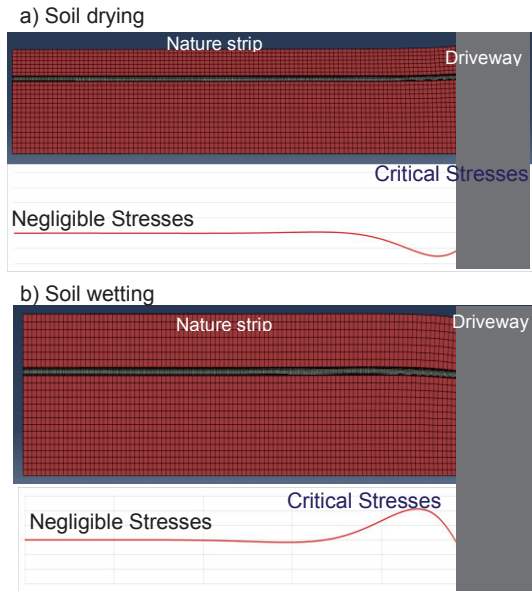 a) Soil drying
Nature strip
Driveway
Critical Stresses
Negligible Stresses
b) Soil wetting
Nature strip
Driveway
Critical Stresses
Negligible Stresses